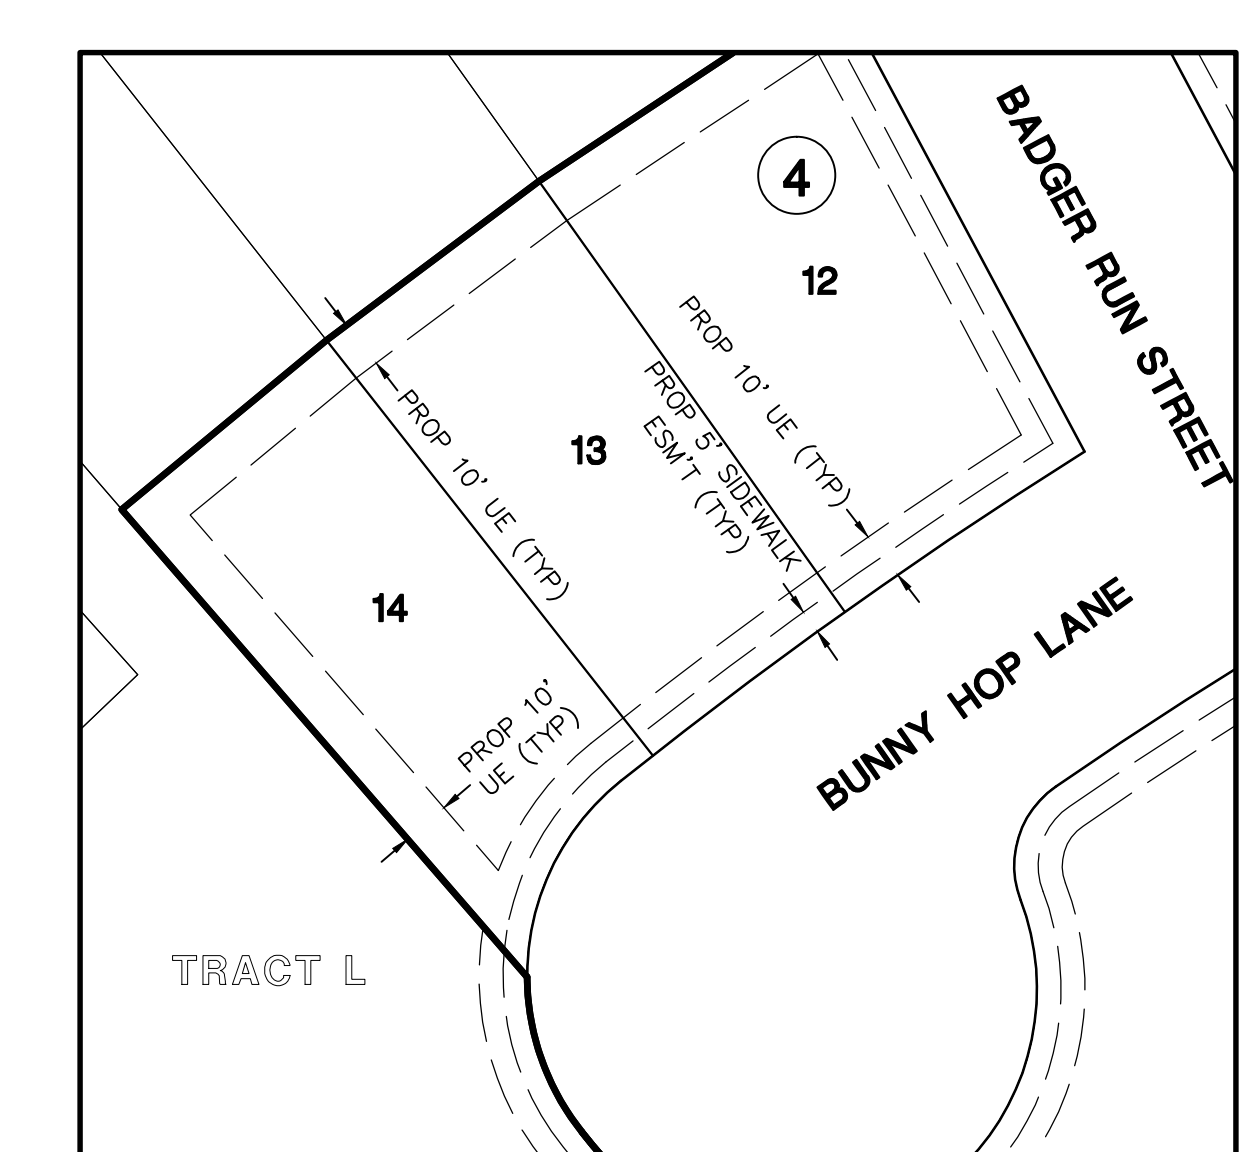 BADGER RUN STREET
4
12
PROP 10' UE (TYP)
PROP 5' SIDEWALK
ESM'T (TYP)
13
PROP 10' UE (TYP)
14
PROP 10'
UE (TYP)
BUNNY HOP LANE
TRACT L